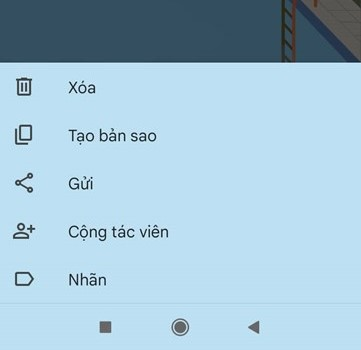 Xóa
Tạo bản sao
Gửi
Cộng tác viên
Nhãn